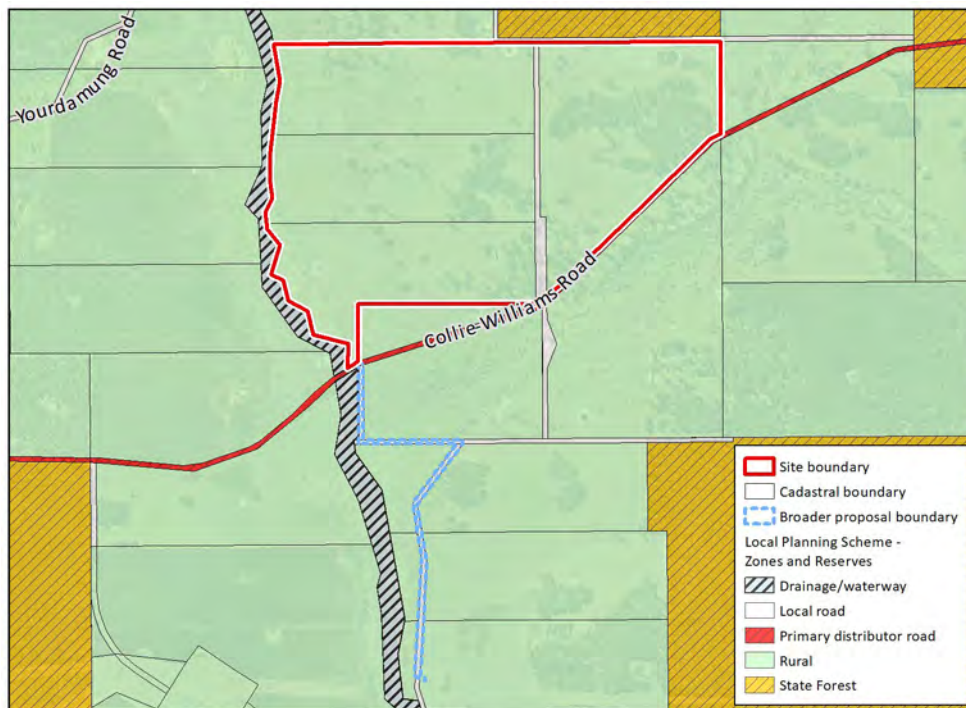 Yourdamung Road
Collie-Williams Road
Site boundary
Cadastral boundary
Broader proposal boundary
Local Planning Scheme -
Zones and Reserves
Drainage/waterway
Local road
Primary distributor road
Rural
State Forest